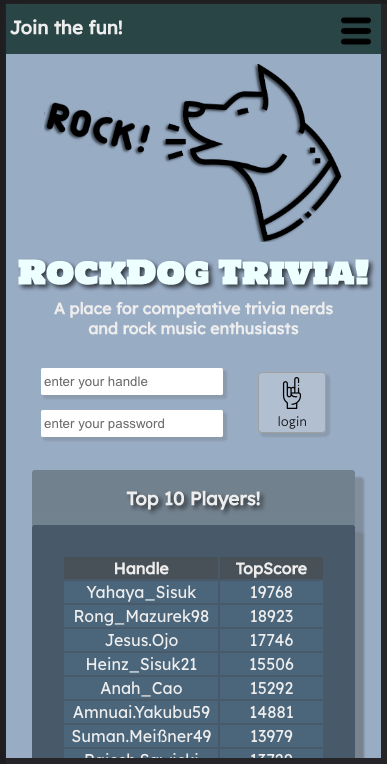 Join the fun!
ROCK!
ROCKDOG TRIVIA!
A place for competative trivia nerds
and rock music enthusiasts
enter your handle
enter your password
login
Top 10 Players!
Handle TopScore
Yahaya_Sisuk 19768
Rong_Mazurek98 18923
Jesus.Ojo 17746
Heinz_Sisuk21 15506
Anah_Cao 15292
Amnuai.Yakubu59 14881
Suman.Meißner49 13979